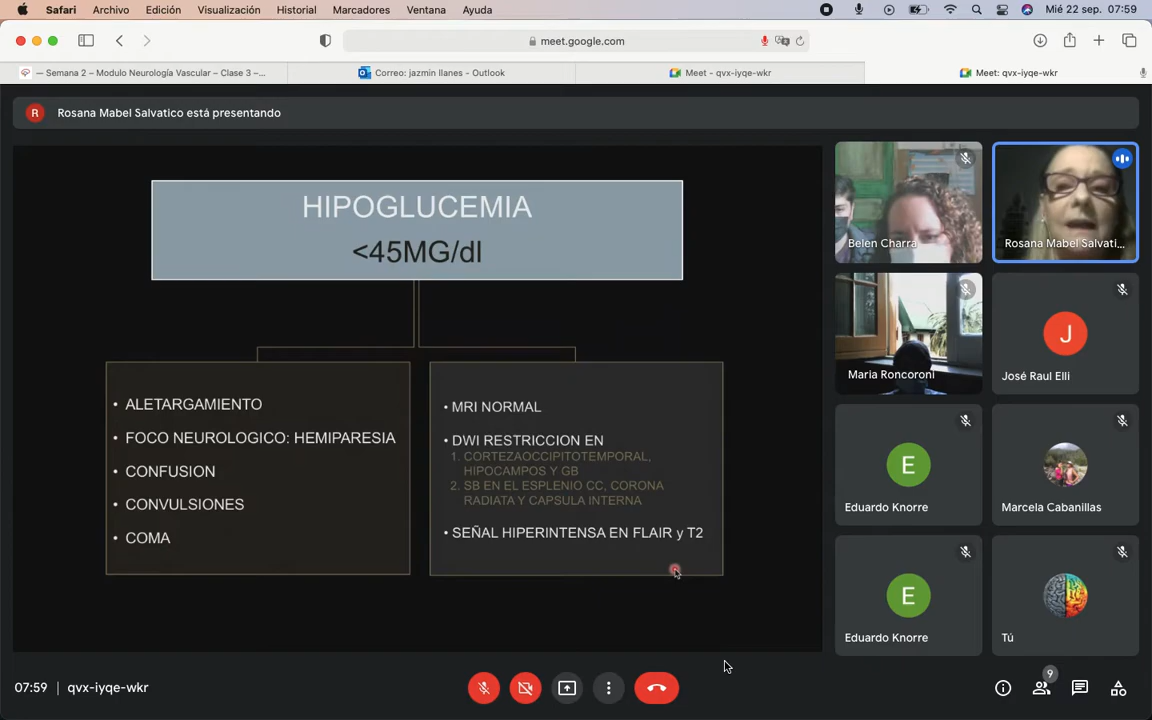 Safari Archivo Edición Visualización Historial Marcadores Ventana Ayuda Mié 22 sep. 07:59
meet.google.com
— Semana 2 – Modulo Neurología Vascular – Clase 3 –... Correo: jazmin llanes – Outlook Meet - qvx-iyqe-wkr Meet: qvx-iyqe-wkr
R Rosana Mabel Salvatico está presentando
HIPOGLUCEMIA
<45MG/dl
• ALETARGAMIENTO
• FOCO NEUROLOGICO: HEMIPARESIA
• CONFUSION
• CONVULSIONES
• COMA
• MRI NORMAL
• DWI RESTRICCION EN
1. CORTEZAOCCIPITOTEMPORAL,
HIPOCAMPOS Y GB
2. SB EN EL ESPLENIO CC, CORONA
RADIATA Y CAPSULA INTERNA
• SEÑAL HIPERINTENSA EN FLAIR y T2
Belen Charra
Rosana Mabel Salvati...
Maria Roncoroni
J
José Raul Elli
E
Eduardo Knorre
Marcela Cabanillas
E
Eduardo Knorre
Tú
07:59 | qvx-iyqe-wkr
9